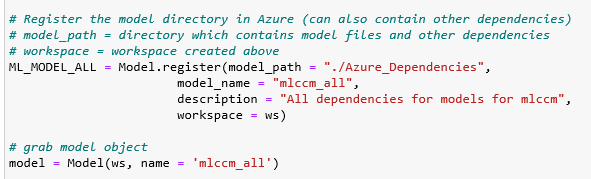 # Register the model directory in Azure (can also contain other dependencies)
# model_path = directory which contains model files and other dependencies
# workspace = workspace created above
ML_MODEL_ALL = Model.register(model_path = "./Azure_Dependencies",
                       model_name = "mlccm_all",
                       description = "All dependencies for models for mlccm",
                       workspace = ws)

# grab model object
model = Model(ws, name = 'mlccm_all')